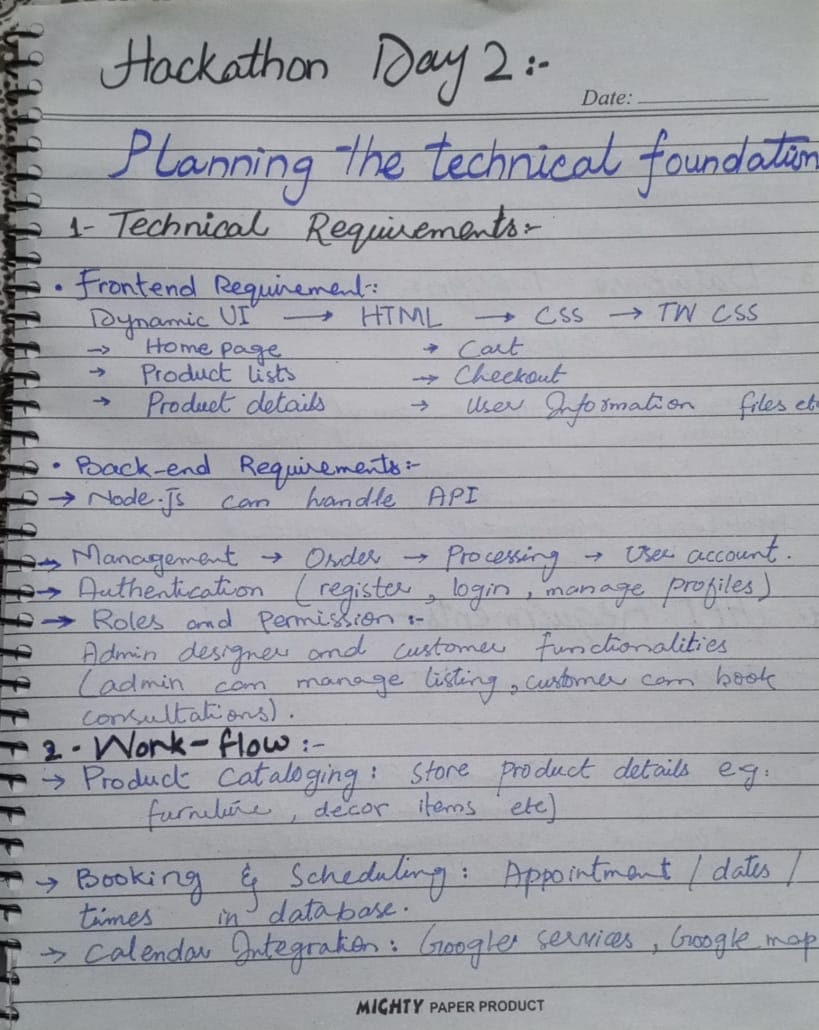 Hackathon Day 2 :-
Date:
Planning the technical foundation
1- Technical Requirements:-
• Frontend Requirement:
Dynamic UI → HTML → CSS → TW CSS
→ Home page → Cart
→ Product lists → Checkout
→ Product details → User Information files etc
• Back-end Requirements:-
→ Node.js can handle API
→ Management → Order → Processing → User account.
→ Authentication (register, login, manage profiles)
→ Roles and Permission :-
Admin designer and customer functionalities
(admin can manage listing, customer can book
consultations).
2. Work-flow :-
→ Product Cataloging: Store product details eg:
furneture, decor items etc)
→ Booking & Scheduling: Appointment / dates /
times in database.
→ Calendar Integration: Google services, Google map
MIGHTY PAPER PRODUCT